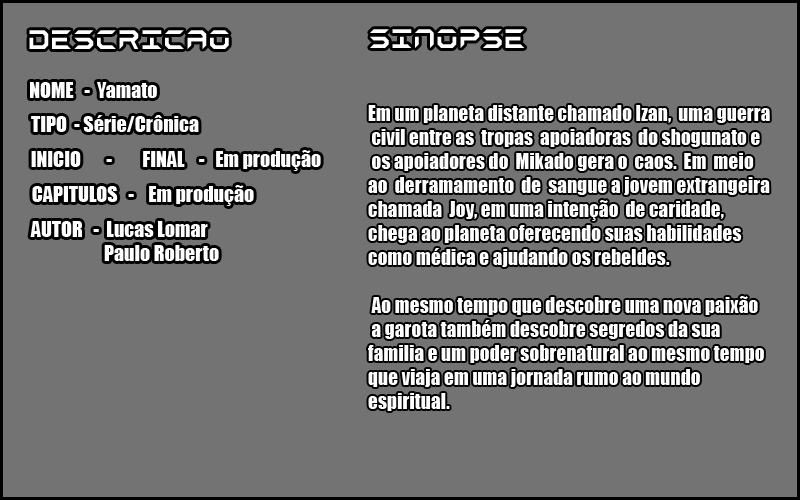 DESCRICAO
NOME - Yamato
TIPO - Série/Crônica
INICIO - FINAL - Em produção
CAPITULOS - Em produção
AUTOR - Lucas Lomar
Paulo Roberto
SINOPSE
Em um planeta distante chamado Izan, uma guerra
civil entre as tropas apoiadoras do shogunato e
os apoiadores do Mikado gera o caos. Em meio
ao derramamento de sangue a jovem extrangeira
chamada Joy, em uma intenção de caridade,
chega ao planeta oferecendo suas habilidades
como médica e ajudando os rebeldes.
Ao mesmo tempo que descobre uma nova paixão
a garota também descobre segredos da sua
familia e um poder sobrenatural ao mesmo tempo
que viaja em uma jornada rumo ao mundo
espiritual.